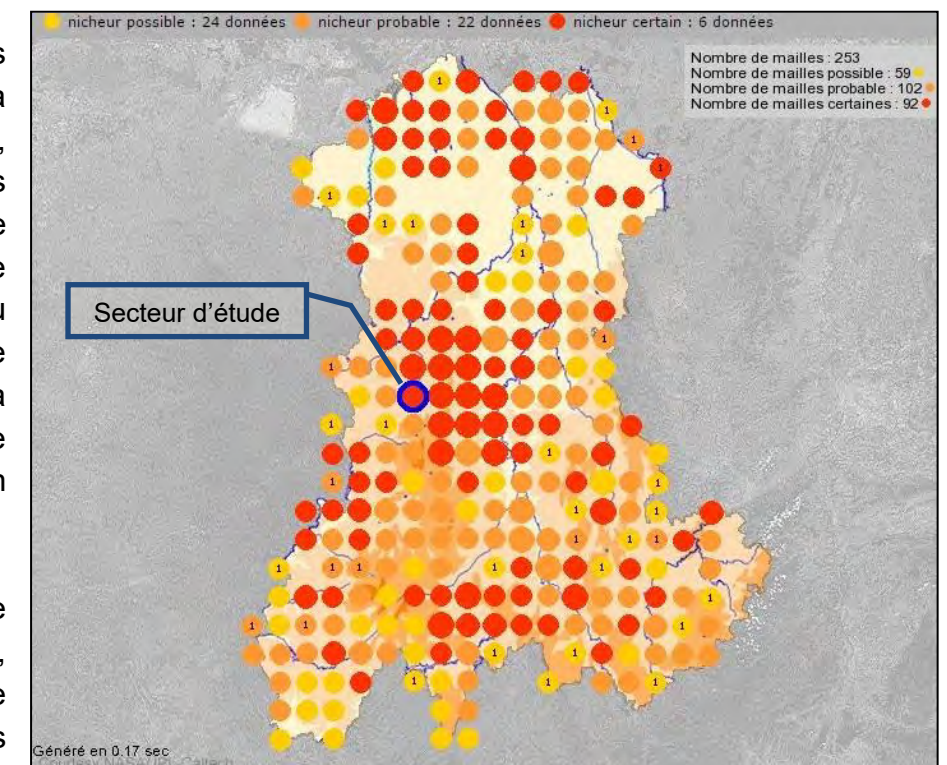 nicheur possible : 24 données nicheur probable : 22 données nicheur certain : 6 données
Nombre de mailles : 253
Nombre de mailles possible : 59
Nombre de mailles probable : 102
Nombre de mailles certaines : 92
Secteur d'étude
Généré en 0.17 sec